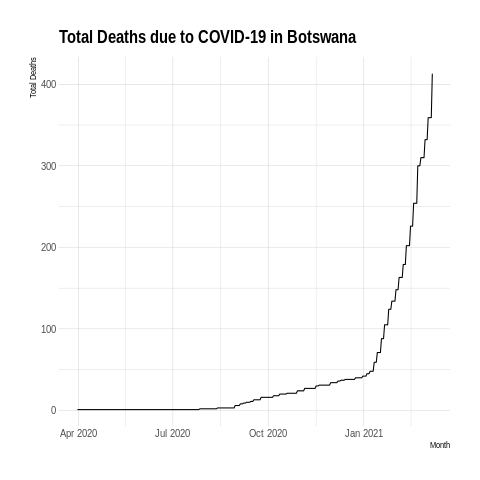 Total Deaths due to COVID-19 in Botswana
Total Deaths
400
300
200
100
0
Apr 2020 Jul 2020 Oct 2020 Jan 2021
Month